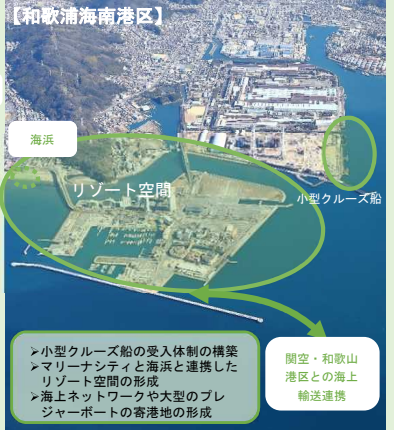 【和歌浦海南港区】
海浜
リゾート空間
小型クルーズ船
➢小型クルーズ船の受入体制の構築
➢マリーナシティと海浜と連携した
リゾート空間の形成
➢海上ネットワークや大型のプレ
ジャーボートの寄港地の形成
関空・和歌山
港区との海上
輸送連携